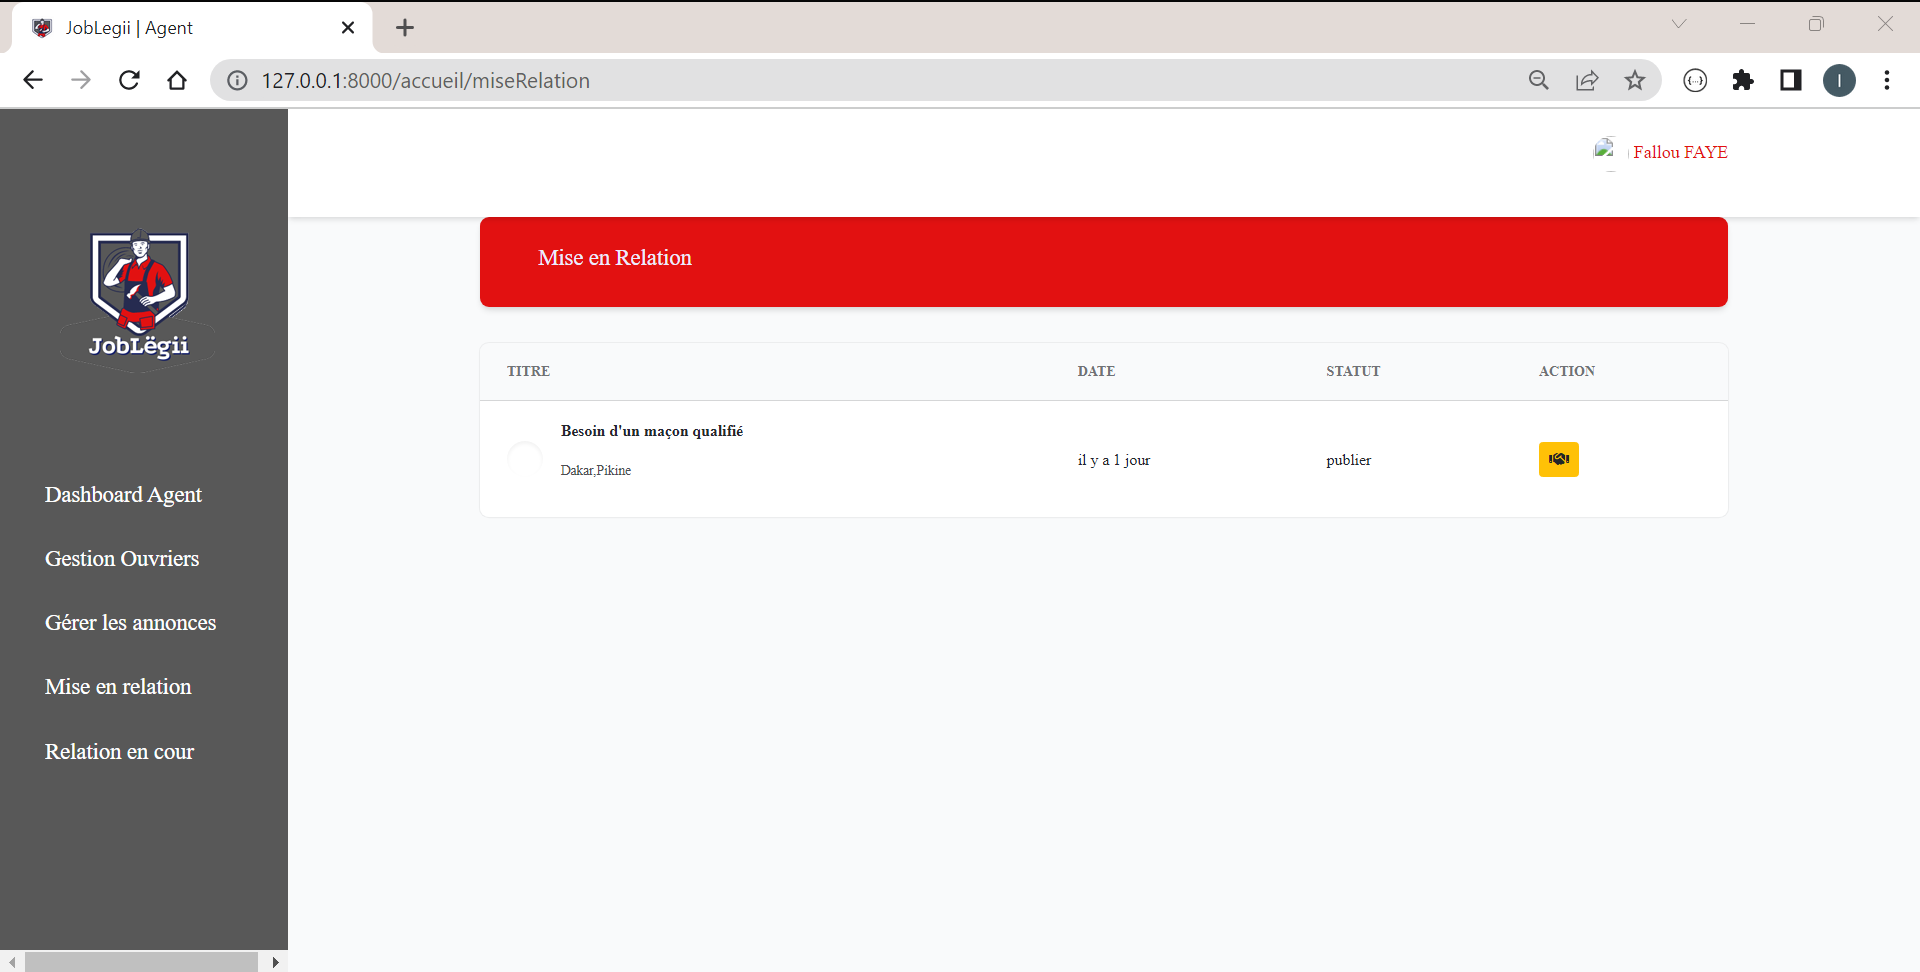 JobLegii | Agent
127.0.0.1:8000/accueil/miseRelation
I
Fallou FAYE
JobLëgii
Mise en Relation
TITRE DATE STATUT ACTION
Besoin d'un maçon qualifié
Dakar,Pikine
il y a 1 jour
publier
Dashboard Agent
Gestion Ouvriers
Gérer les annonces
Mise en relation
Relation en cour